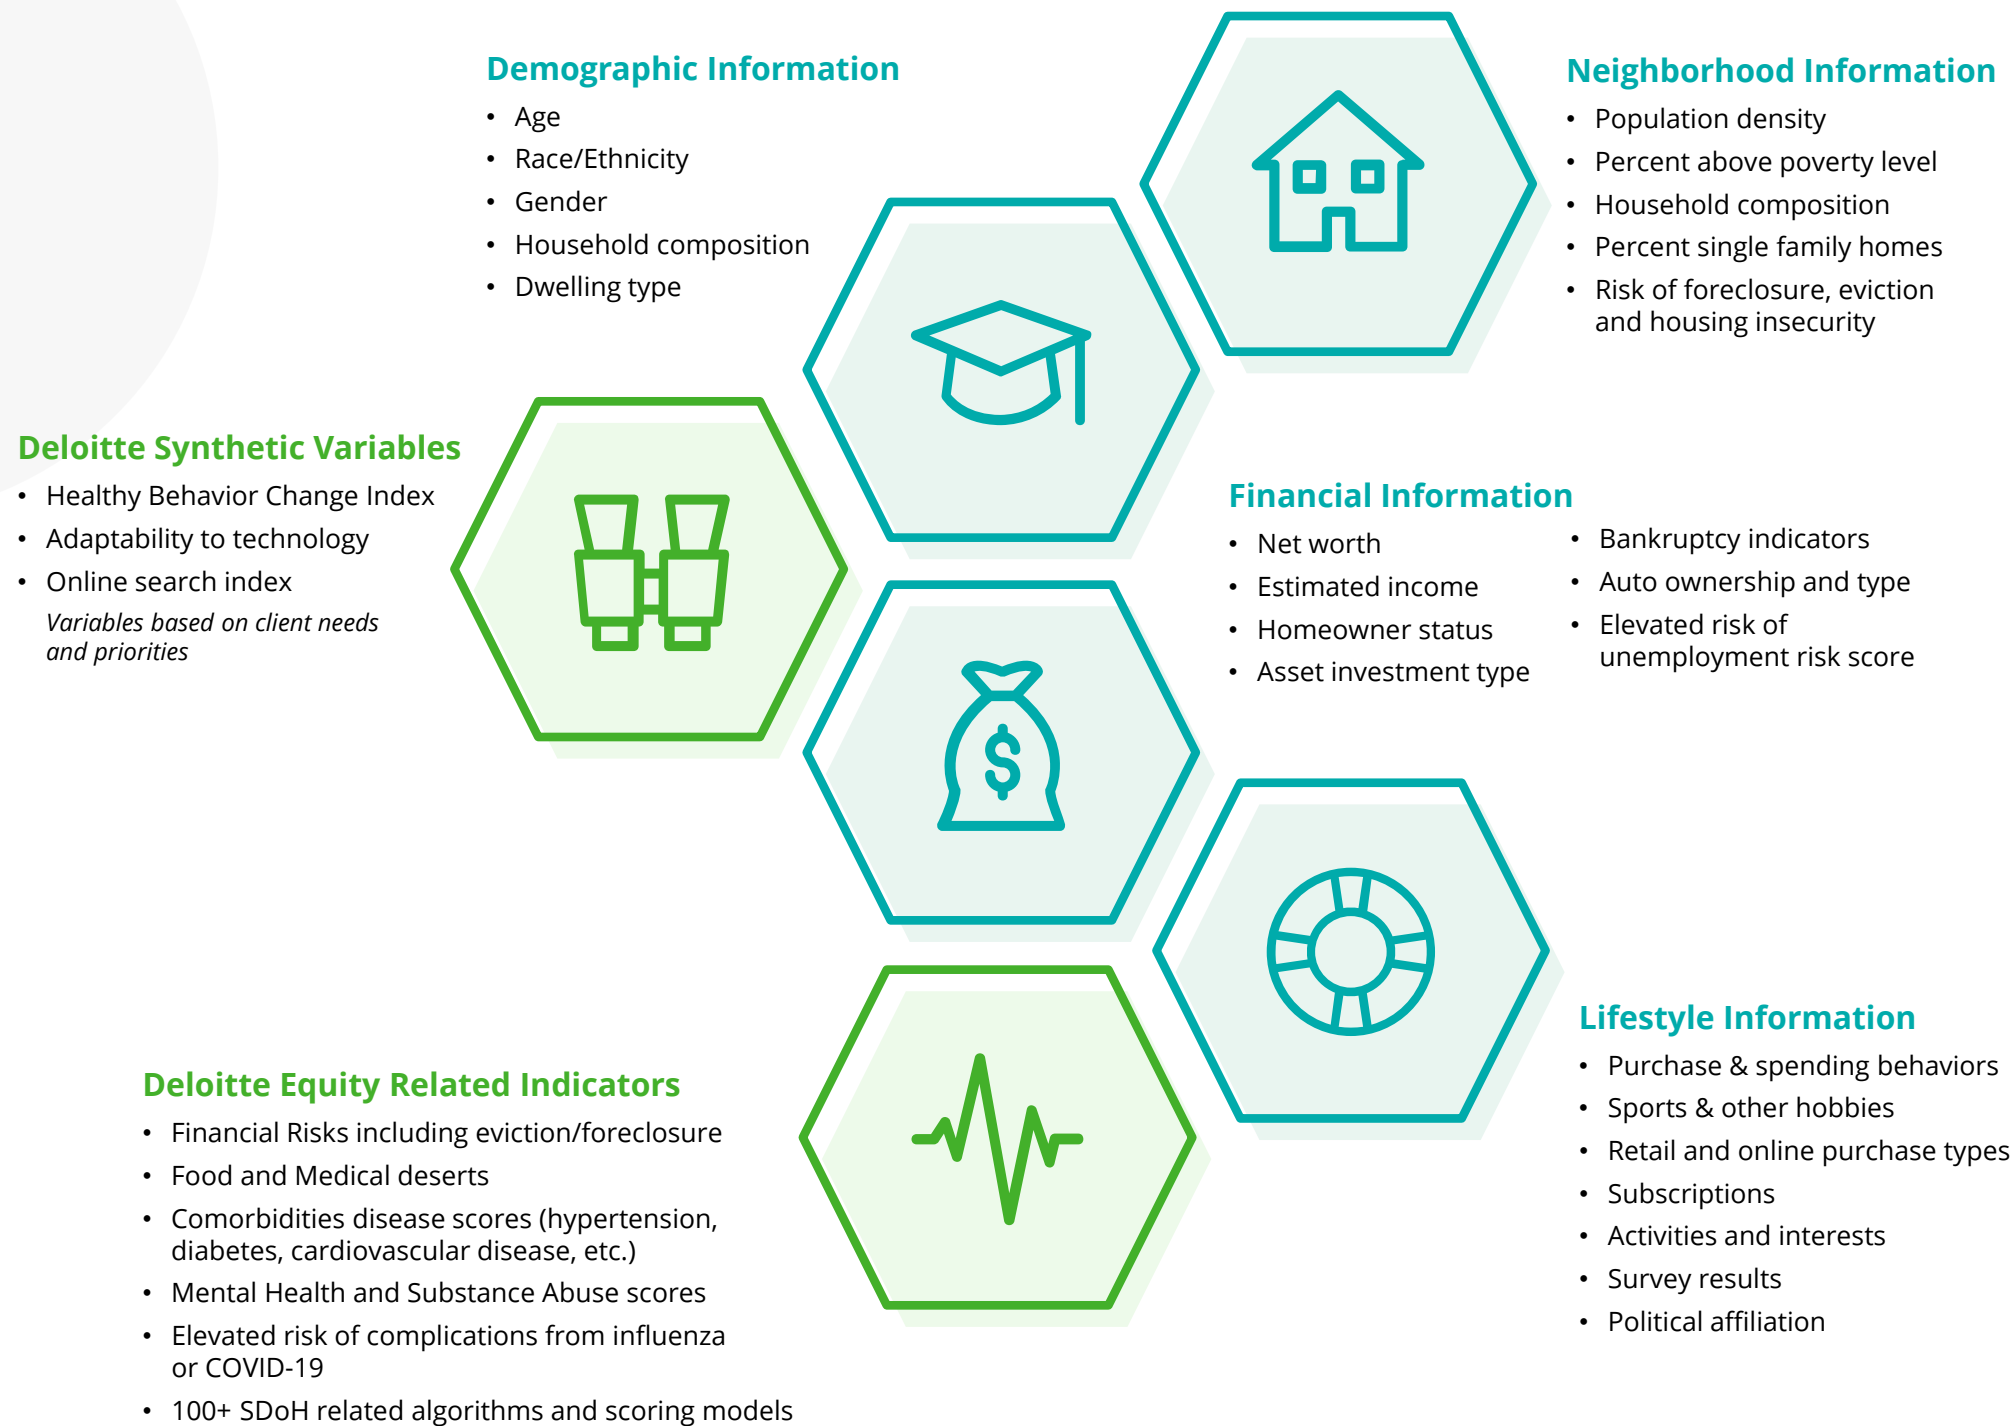 Demographic Information
• Age
• Race/Ethnicity
• Gender
• Household composition
• Dwelling type
Neighborhood Information
• Population density
• Percent above poverty level
• Household composition
• Percent single family homes
• Risk of foreclosure, eviction
and housing insecurity
Deloitte Synthetic Variables
• Healthy Behavior Change Index
• Adaptability to technology
• Online search index
Variables based on client needs
and priorities
Financial Information
• Net worth
• Estimated income
• Homeowner status
• Asset investment type
• Bankruptcy indicators
• Auto ownership and type
• Elevated risk of
unemployment risk score
$
Lifestyle Information
• Purchase & spending behaviors
• Sports & other hobbies
• Retail and online purchase types
• Subscriptions
• Activities and interests
• Survey results
• Political affiliation
Deloitte Equity Related Indicators
• Financial Risks including eviction/foreclosure
• Food and Medical deserts
• Comorbidities disease scores (hypertension,
diabetes, cardiovascular disease, etc.)
• Mental Health and Substance Abuse scores
• Elevated risk of complications from influenza
or COVID-19
• 100+ SDoH related algorithms and scoring models